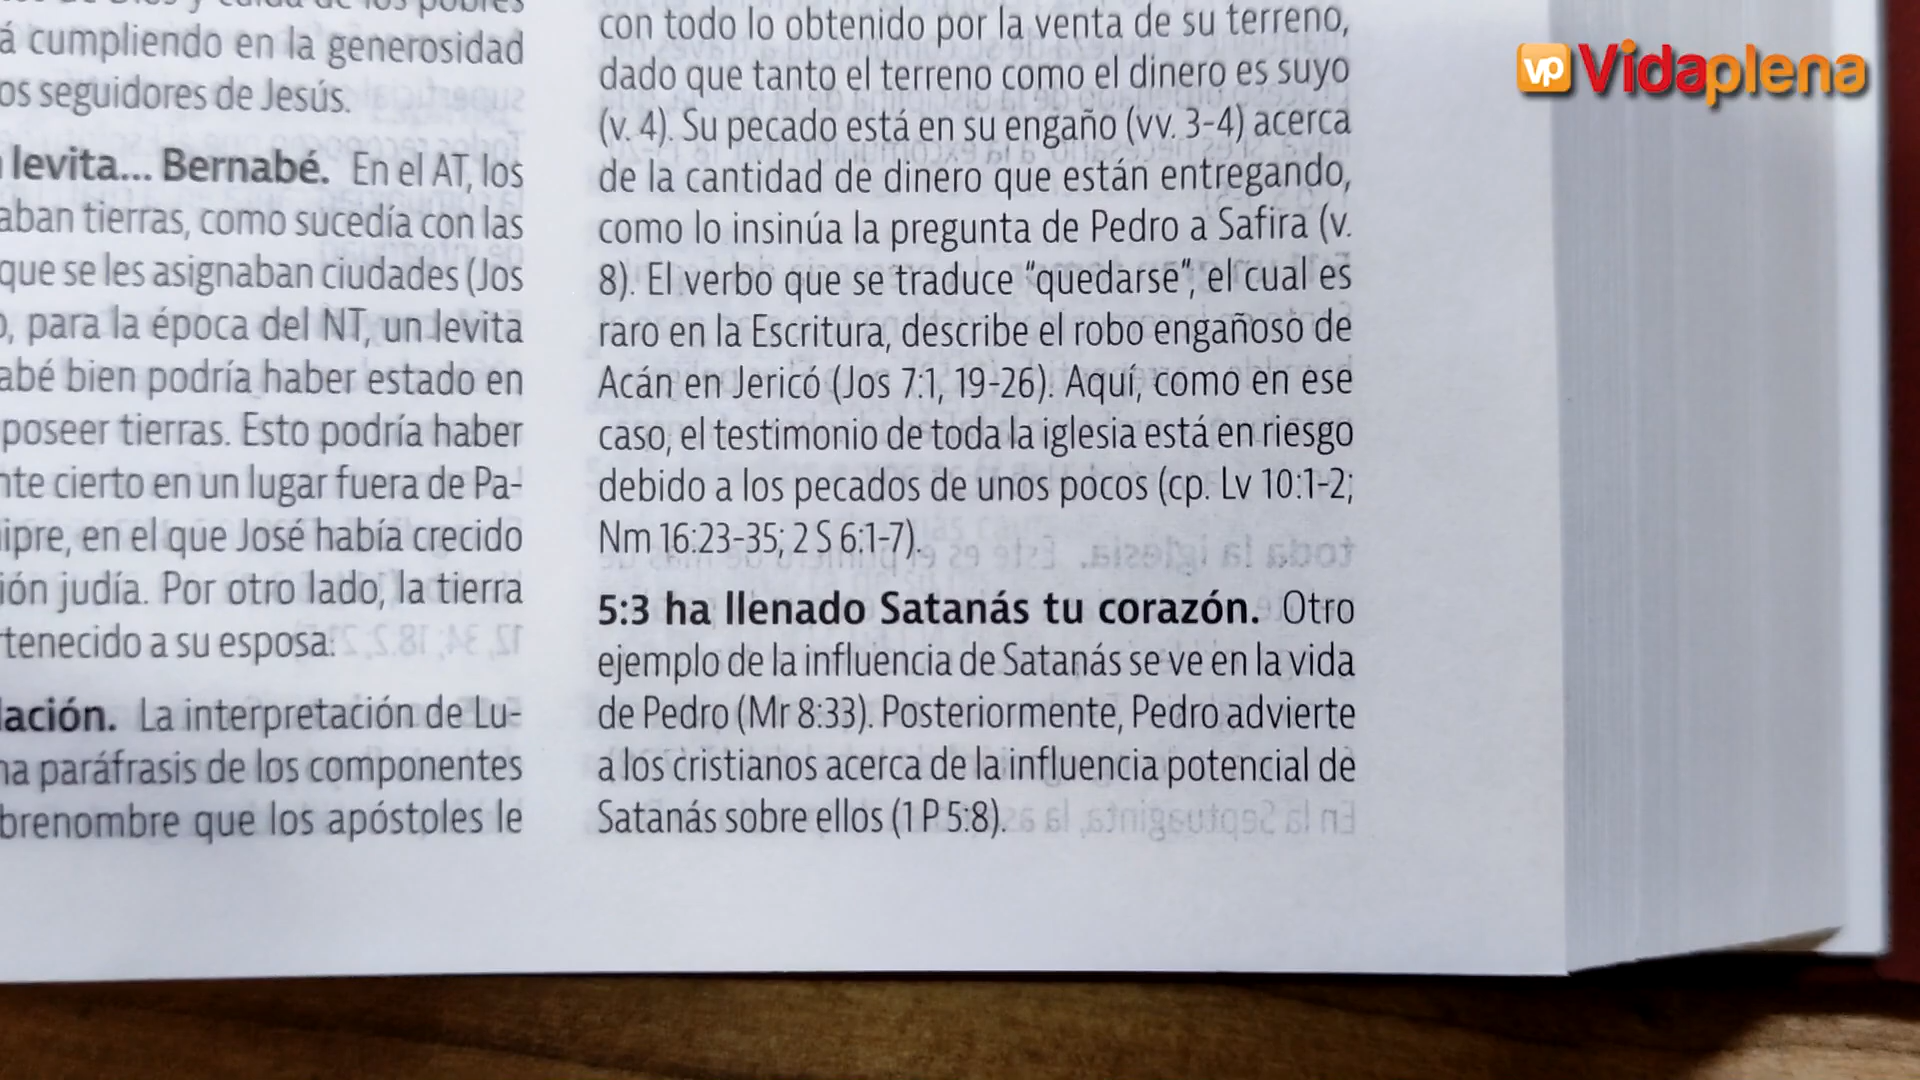 á cumpliendo en la generosidad
os seguidores de Jesús.
levita... Bernabé. En el AT, los
aban tierras, como sucedía con las
que se les asignaban ciudades (Jos
o, para la época del NT, un levita
abé bien podría haber estado en
poseer tierras. Esto podría haber
nte cierto en un lugar fuera de Pa-
ipre, en el que José había crecido
ión judía. Por otro lado, la tierra
rtenecido a su esposa.
lación. La interpretación de Lu-
na paráfrasis de los componentes
brenombre que los apóstoles le
con todo lo obtenido por la venta de su terreno,
dado que tanto el terreno como el dinero es suyo
(v. 4). Su pecado está en su engaño (vv. 3-4) acerca
de la cantidad de dinero que están entregando,
como lo insinúa la pregunta de Pedro a Safira (v.
8). El verbo que se traduce “quedarse”, el cual es
raro en la Escritura, describe el robo engañoso de
Acán en Jericó (Jos 7:1, 19-26). Aquí, como en ese
caso, el testimonio de toda la iglesia está en riesgo
debido a los pecados de unos pocos (cp. Lv 10:1-2;
Nm 16:23-35; 2 S 6:1-7).
5:3 ha llenado Satanás tu corazón. Otro
ejemplo de la influencia de Satanás se ve en la vida
de Pedro (Mr 8:33). Posteriormente, Pedro advierte
a los cristianos acerca de la influencia potencial de
Satanás sobre ellos (1 P 5:8).
vp Vidaplena